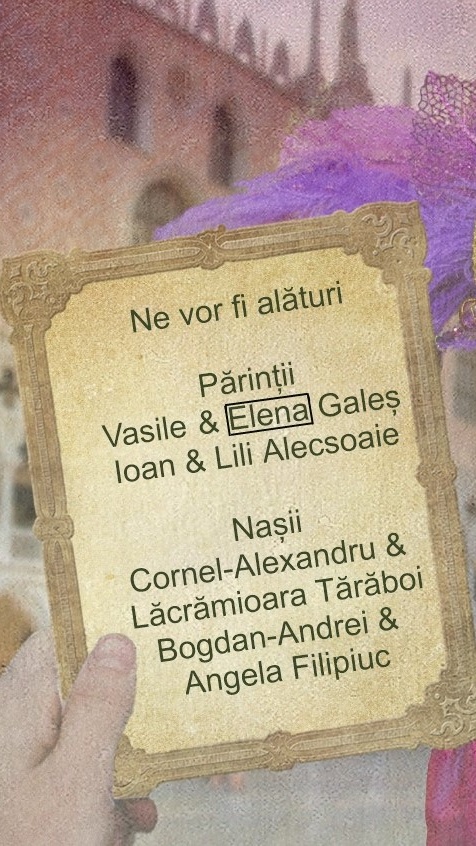 Ne vor fi alături
Părinții
Vasile & Elena Galeș
Ioan & Lili Alecsoaie
Nașii
Cornel-Alexandru &
Lăcrămioara Tărăboi
Bogdan-Andrei &
Angela Filipiuc